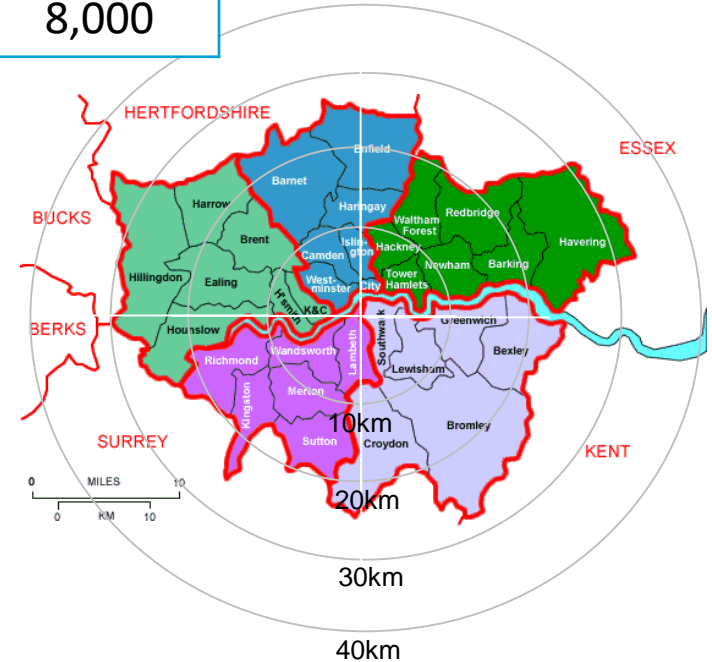 8,000
HERTFORDSHIRE
ESSEX
Enfield
Barnet
Harrow
Haringay
Redbridge
Waltham
Forest
BUCKS
Brent
Islin-
gton
Hackney
Havering
Camden
Newham
Barking
Hillingdon
Ealing
West-
minster
City
Tower
Hamlets
H'smith
K&C
BERKS
Hounslow
Southwark
Greenwich
Richmond
Wandsworth
Lambeth
Bexley
Lewisham
Kingston
Merton
10km
Bromley
SURREY
Sutton
Croydon
KENT
0 MILES 10
20km
0 KM 10
30km
40km